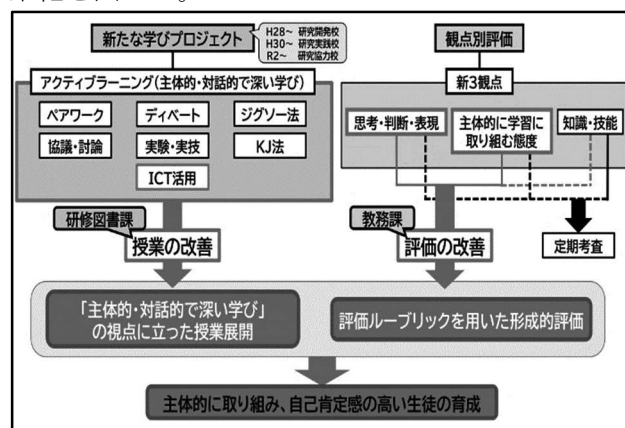 新たな学びプロジェクト
H28～ 研究開発校
H30～ 研究実践校
R2～ 研究協力校
観点別評価
アクティブラーニング(主体的・対話的で深い学び)
新3観点
ペアワーク
ディベート
ジグソー法
協議・討論
実験・実技
KJ法
ICT活用
思考・判断・表現
主体的に学習に
取り組む態度
知識・技能
研修図書課
授業の改善
教務課
評価の改善
定期考査
「主体的・対話的で深い学び」
の視点に立った授業展開
評価ルーブリックを用いた形成的評価
主体的に取り組み、自己肯定感の高い生徒の育成